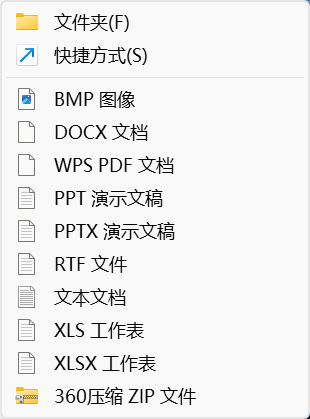 文件夹(F)
快捷方式(S)
BMP 图像
DOCX 文档
WPS PDF 文档
PPT 演示文稿
PPTX 演示文稿
RTF 文件
文本文档
XLS 工作表
XLSX 工作表
360压缩 ZIP 文件